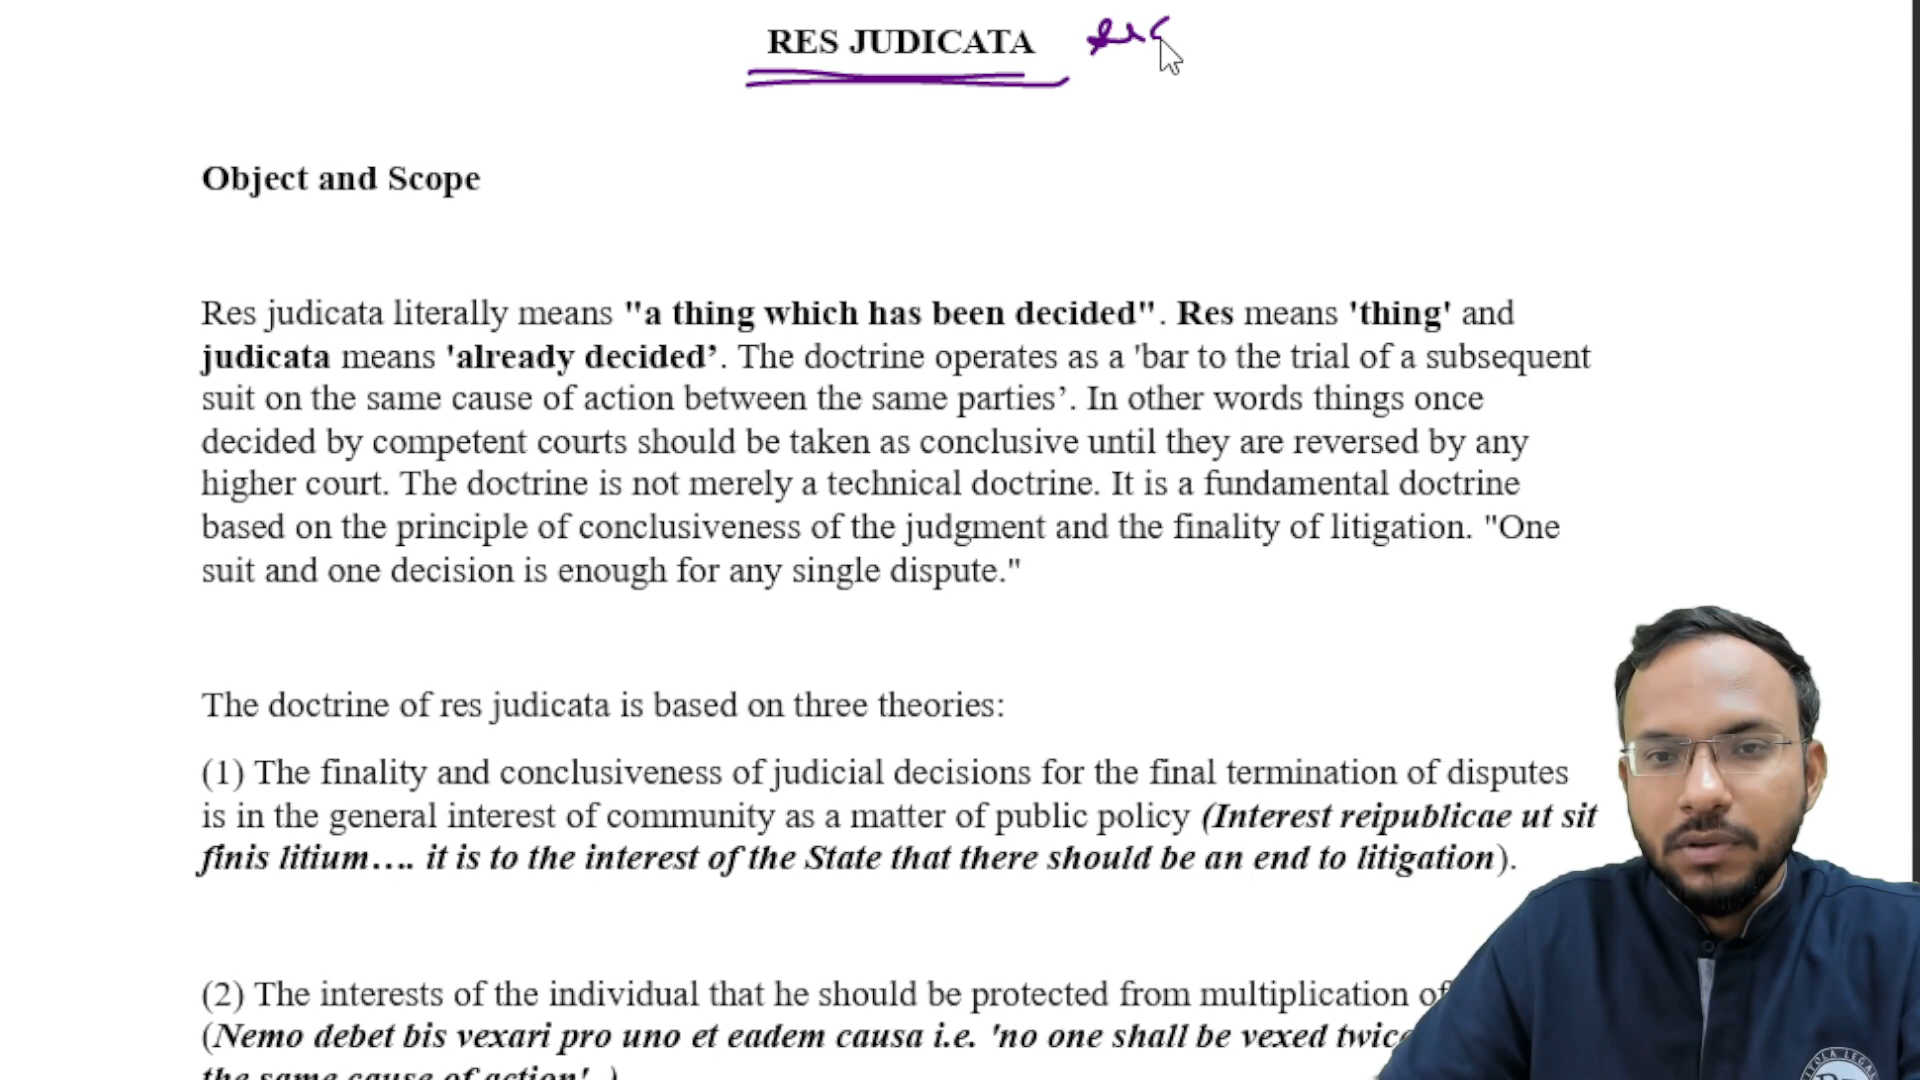 RES JUDICATA
Object and Scope
Res judicata literally means "a thing which has been decided". Res means 'thing' and
judicata means 'already decided’. The doctrine operates as a 'bar to the trial of a subsequent
suit on the same cause of action between the same parties’. In other words things once
decided by competent courts should be taken as conclusive until they are reversed by any
higher court. The doctrine is not merely a technical doctrine. It is a fundamental doctrine
based on the principle of conclusiveness of the judgment and the finality of litigation. "One
suit and one decision is enough for any single dispute."
The doctrine of res judicata is based on three theories:
(1) The finality and conclusiveness of judicial decisions for the final termination of disputes
is in the general interest of community as a matter of public policy (Interest reipublicae ut sit
finis litium…. it is to the interest of the State that there should be an end to litigation).
(2) The interests of the individual that he should be protected from multiplication of
(Nemo debet bis vexari pro uno et eadem causa i.e. 'no one shall be vexed twice
the same cause of action'.)